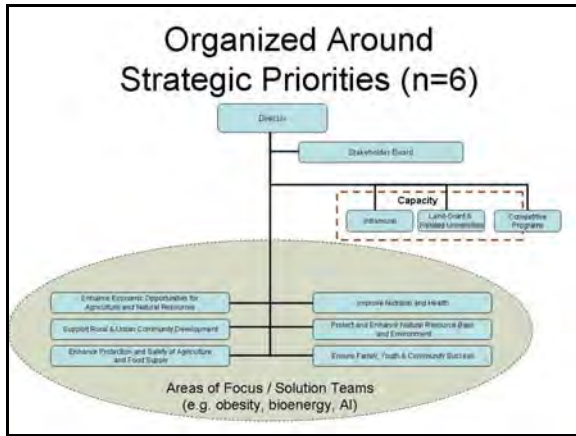 Organized Around
Strategic Priorities (n=6)
Director
Stakeholder Board
Capacity
Intramural
Land-Grant &
Related Universities
Competitive
Programs
Enhance Economic Opportunities for
Agriculture and Natural Resources
Improve Nutrition and Health
Support Rural & Urban Community Development
Protect and Enhance Natural Resource Base
and Environment
Enhance Protection and Safety of Agriculture
and Food Supply
Ensure Family, Youth & Community Success
Areas of Focus / Solution Teams
(e.g. obesity, bioenergy, AI)